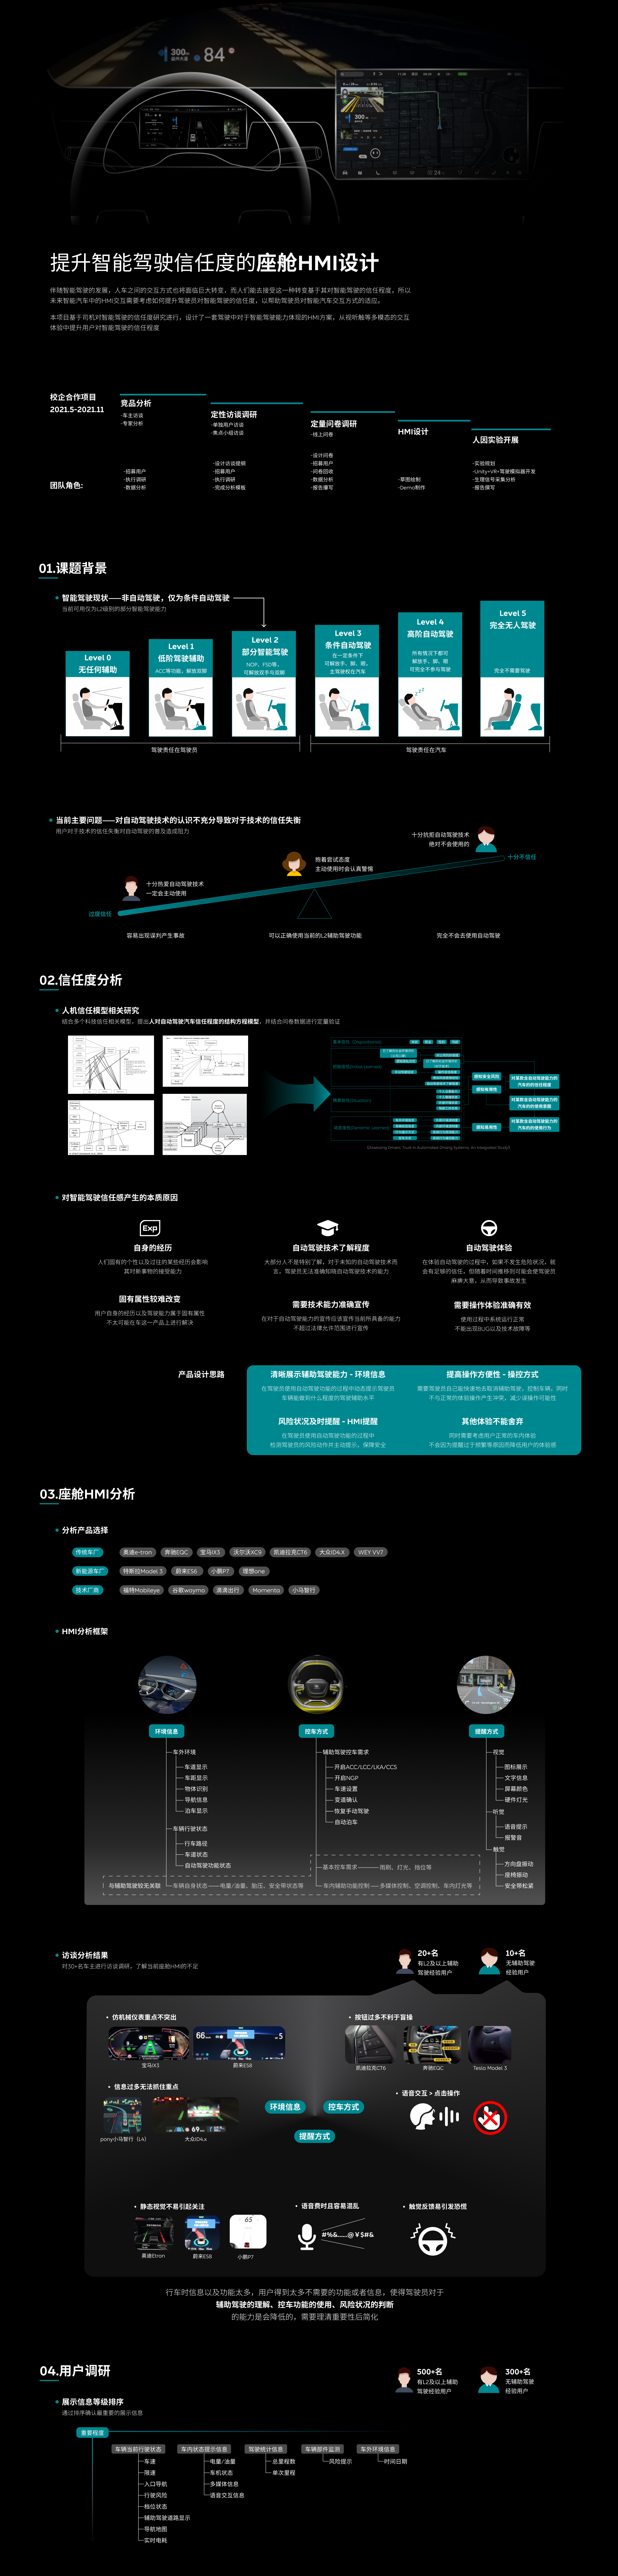 300m
84
300
24
提升智能驾驶信任度的座舱HMI设计
伴随智能驾驶的发展，人车之间的交互方式也将面临巨大转变，而人们能去接受这一种转变基于其对智能驾驶的信任程度，所以
未来智能汽车中的HMI交互需要考虑如何提升驾驶员对智能驾驶的信任度，以帮助驾驶员对智能汽车交互方式的适应。
本项目基于司机对智能驾驶的信任度研究进行，设计了一套驾驶中对于智能驾驶能力体现的HMI方案，从视听触等多模态的交互
体验中提升用户对智能驾驶的信任程度
校企合作项目
2021.5-2021.11
竞品分析
-车主访谈
-专家分析
定性访谈调研
-单独用户访谈
-焦点小组访谈
定量问卷调研
-线上问卷
HMI设计
人因实验开展
团队角色:
-招募用户
-执行调研
-数据分析
-设计访谈提纲
-招募用户
-执行调研
-完成分析模板
-设计问卷
-招募用户
-问卷回收
-数据分析
-报告撰写
-草图绘制
-Demo制作
-实验规划
-Unity+VR+驾驶模拟器开发
-生理信号采集分析
-报告撰写
01.课题背景
智能驾驶现状——非自动驾驶，仅为条件自动驾驶
当前可用仅为L2级别的部分智能驾驶能力
Level 0
无任何辅助
Level 1
低阶驾驶辅助
ACC等功能，解放双脚
Level 2
部分智能驾驶
NOP、FSD等，
可解放双手与双脚
Level 3
条件自动驾驶
在一定条件下
可解放手、脚、眼，
主驾驶权在汽车
Level 4
高阶自动驾驶
所有情况下都可
解放手、脚、眼
可完全不参与驾驶
Level 5
完全无人驾驶
完全不需要驾驶
驾驶责任在驾驶员
驾驶责任在汽车
当前主要问题——对自动驾驶技术的认识不充分导致对于技术的信任失衡
用户对于技术的信任失衡对自动驾驶的普及造成阻力
十分抗拒自动驾驶技术
绝对不会使用的
十分不信任
抱着尝试态度
主动使用时会认真警惕
十分热爱自动驾驶技术
一定会主动使用
过度信任
容易出现误判产生事故
可以正确使用当前的L2辅助驾驶功能
完全不会去使用自动驾驶
02.信任度分析
人机信任模型相关研究
结合多个科技信任相关模型，提出人对自动驾驶汽车信任程度的结构方程模型，并结合问卷数据进行定量验证
感知安全风险
感知有用性
感知易用性
对某款含自动驾驶能力的
汽车的的信任程度
对某款含自动驾驶能力的
汽车的的使用意图
对某款含自动驾驶能力的
汽车的的使用行为
对智能驾驶信任感产生的本质原因
Exp
自身的经历
人们固有的个性以及过往的某些经历会影响
其对新事物的接受能力
固有属性较难改变
用户自身的经历以及驾驶能力属于固有属性
不太可能在车这一产品上进行解决
自动驾驶技术了解程度
大部分人不是特别了解，对于未知的自动驾驶技术而
言，驾驶员无法准确知晓自动驾驶技术的能力
需要技术能力准确宣传
在对于自动驾驶能力的宣传应该宣传当前所具备的能力
不超过法律允许范围进行宣传
自动驾驶体验
在体验自动驾驶的过程中，如果不发生危险状况，就
会有足够的信任，但随着时间推移则可能会使驾驶员
麻痹大意，从而导致事故发生
需要操作体验准确有效
使用过程中系统运行正常
不能出现BUG以及技术故障等
产品设计思路
清晰展示辅助驾驶能力 - 环境信息
在驾驶员使用自动驾驶功能的过程中动态提示驾驶员
车辆能做到什么程度的驾驶辅助水平
提高操作方便性 - 操控方式
需要驾驶员自己能快速地去取消辅助驾驶，控制车辆，同时
不与正常的体验操作产生冲突，减少误操作可能性
风险状况及时提醒 - HMI提醒
在驾驶员使用自动驾驶功能的过程中
检测驾驶员的风险动作并主动提示，保障安全
其他体验不能舍弃
同时需要考虑用户正常的车内体验
不会因为提醒过于频繁等原因而降低用户的体验感
03.座舱HMI分析
分析产品选择
传统车厂
奥迪e-tron
奔驰EQC
宝马iX3
沃尔沃XC9
凯迪拉克CT6
大众ID4.X
WEY VV7
新能源车厂
特斯拉Model 3
蔚来ES6
小鹏P7
理想one
技术厂商
福特Mobileye
谷歌waymo
滴滴出行
Momenta
小马智行
HMI分析框架
环境信息
车外环境
车道显示
车距显示
物体识别
导航信息
泊车显示
车辆行驶状态
行车路径
车道状态
自动驾驶功能状态
控车方式
辅助驾驶控车需求
开启ACC/LCC/LKA/CCS
开启NGP
车速设置
变道确认
恢复手动驾驶
自动泊车
提醒方式
视觉
图标展示
文字信息
屏幕颜色
硬件灯光
听觉
语音提示
报警音
触觉
方向盘振动
座椅振动
安全带松紧
基本控车需求
雨刷、灯光、挡位等
与辅助驾驶较无关联
车辆自身状态
电量/油量、胎压、安全带状态等
车内辅助功能控制
多媒体控制、空调控制、车内灯光等
访谈分析结果
对30+名车主进行访谈调研，了解当前座舱HMI的不足
20+名
有L2及以上辅助
驾驶经验用户
10+名
无辅助驾驶
经验用户
仿机械仪表重点不突出
66
5
宝马iX3
蔚来ES8
按钮过多不利于盲操
凯迪拉克CT6
奔驰EQC
Tesla Model 3
信息过多无法抓住重点
69
pony小马智行（L4）
大众ID4.x
环境信息
控车方式
提醒方式
语音交互 > 点击操作
静态视觉不易引起关注
65
奥迪Etron
蔚来ES8
小鹏P7
语音费时且容易混乱
#%&……@￥$#&
触觉反馈易引发恐慌
行车时信息以及功能太多，用户得到太多不需要的功能或者信息，使得驾驶员对于
辅助驾驶的理解、控车功能的使用、风险状况的判断
的能力是会降低的，需要理清重要性后简化
04.用户调研
500+名
有L2及以上辅助
驾驶经验用户
300+名
无辅助驾驶
经验用户
展示信息等级排序
通过排序确认最重要的展示信息
重要程度
车辆当前行驶状态
车速
限速
入口导航
行驶风险
档位状态
辅助驾驶道路显示
导航地图
实时电耗
车内状态提示信息
电量/油量
车机状态
多媒体信息
语音交互信息
驾驶统计信息
总里程数
单次里程
车辆部件监测
风险提示
车外环境信息
时间日期